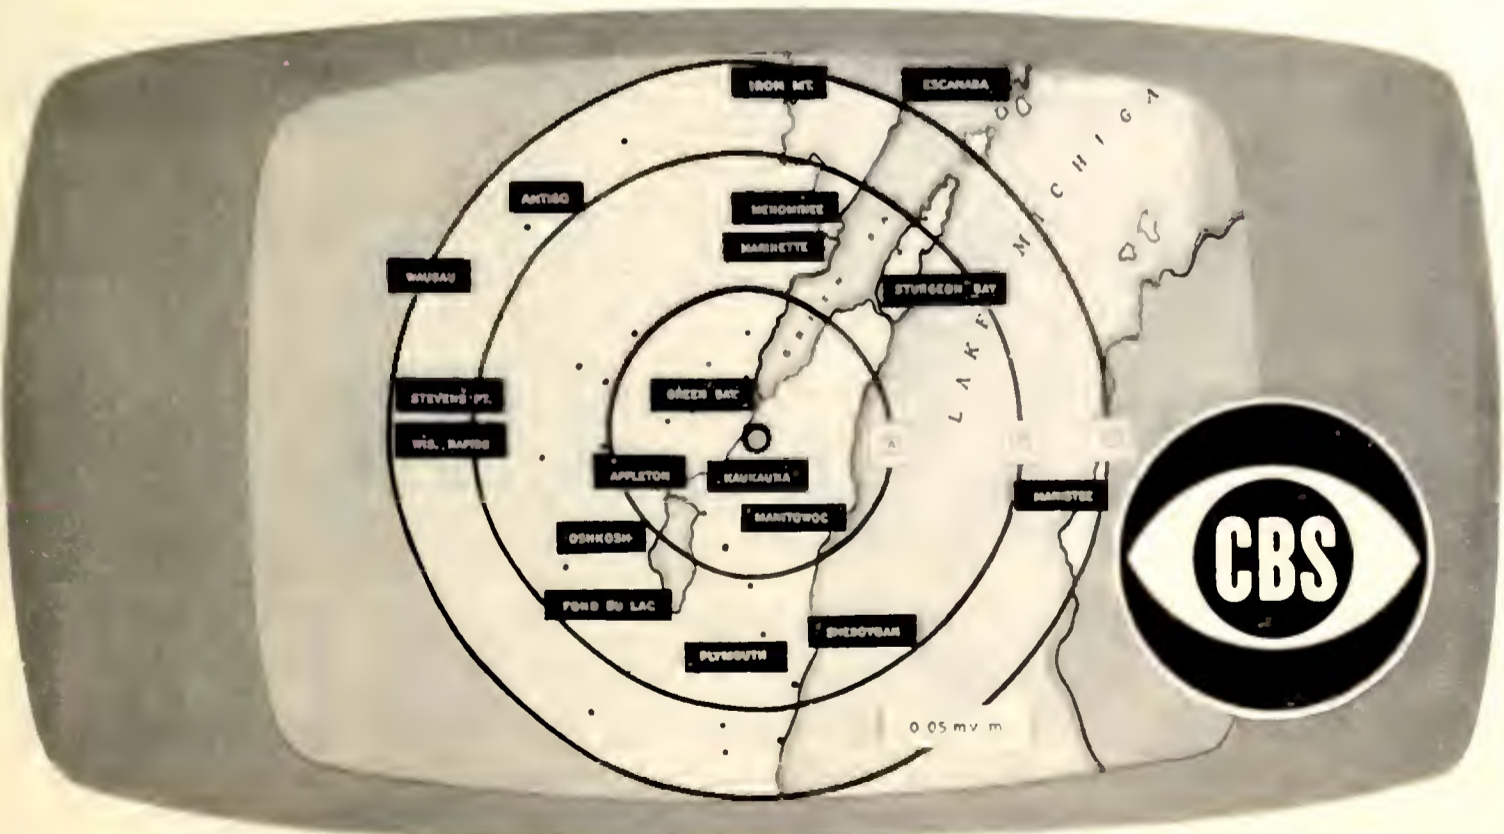 IRON MT.
ESCANABA
MICHIGA
ANTIGO
MENOMINEE
MARINETTE
WAUSAU
STURGEON BAY
LAKE
STEVENS PT.
GREEN BAY
WIS. RAPIDS
APPLETON
KAUKAUNA
MANISTEE
MANITOWOC
OSHKOSH
CBS
FOND DU LAC
SHEBOYGAN
PLYMOUTH
0.05 mv m